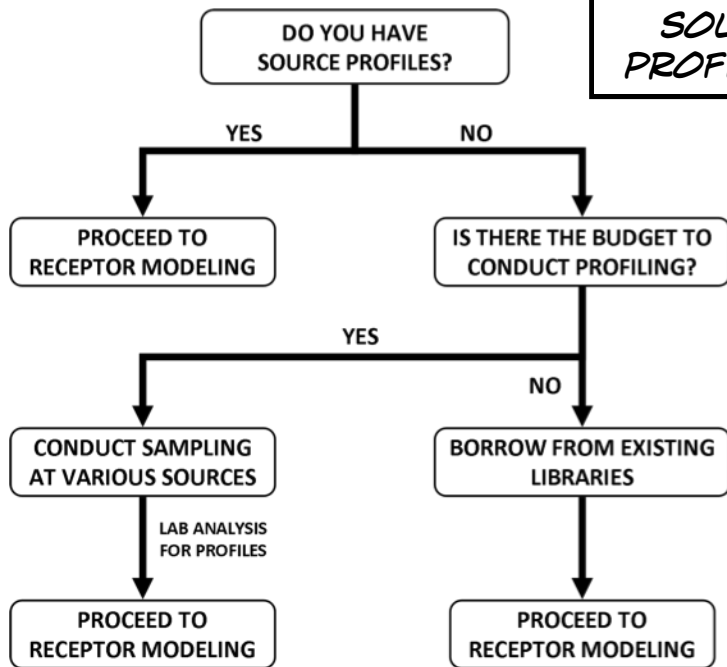 DO YOU HAVE
SOURCE PROFILES?
YES
NO
PROCEED TO
RECEPTOR MODELING
IS THERE THE BUDGET TO
CONDUCT PROFILING?
YES
NO
CONDUCT SAMPLING
AT VARIOUS SOURCES
BORROW FROM EXISTING
LIBRARIES
LAB ANALYSIS
FOR PROFILES
PROCEED TO
RECEPTOR MODELING
PROCEED TO
RECEPTOR MODELING